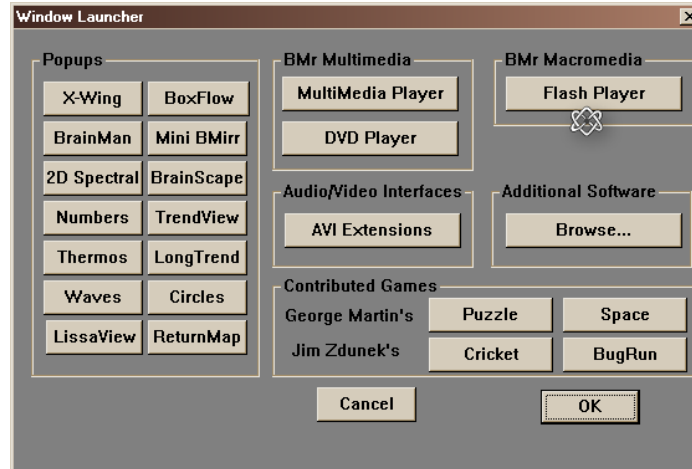 Window Launcher
Popups
X-Wing BoxFlow
BrainMan Mini BMirr
2D Spectral BrainScape
Numbers TrendView
Thermos LongTrend
Waves Circles
LissaView ReturnMap
BMr Multimedia
MultiMedia Player
DVD Player
BMr Macromedia
Flash Player
Audio/Video Interfaces
AVI Extensions
Additional Software
Browse...
Contributed Games
George Martin's Puzzle Space
Jim Zdunek's Cricket BugRun
Cancel OK